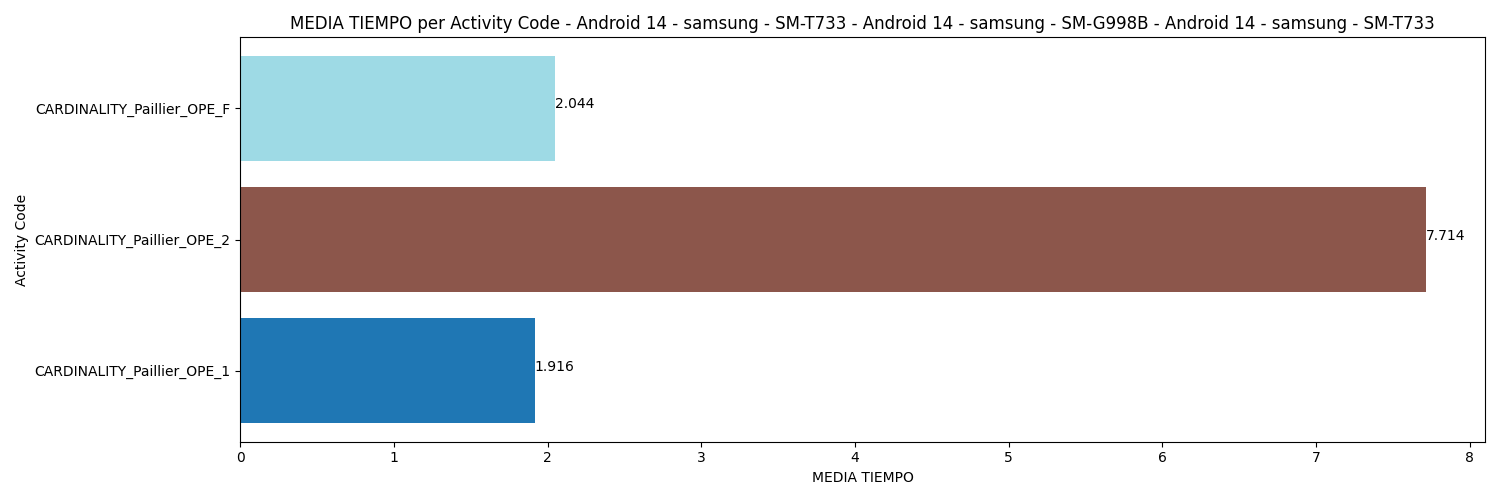 MEDIA TIEMPO per Activity Code - Android 14 - samsung - SM-T733 - Android 14 - samsung - SM-G998B - Android 14 - samsung - SM-T733
CARDINALITY_Paillier_OPE_F
2.044
CARDINALITY_Paillier_OPE_2
7.714
CARDINALITY_Paillier_OPE_1
1.916
Activity Code
0 1 2 3 4 5 6 7 8
MEDIA TIEMPO